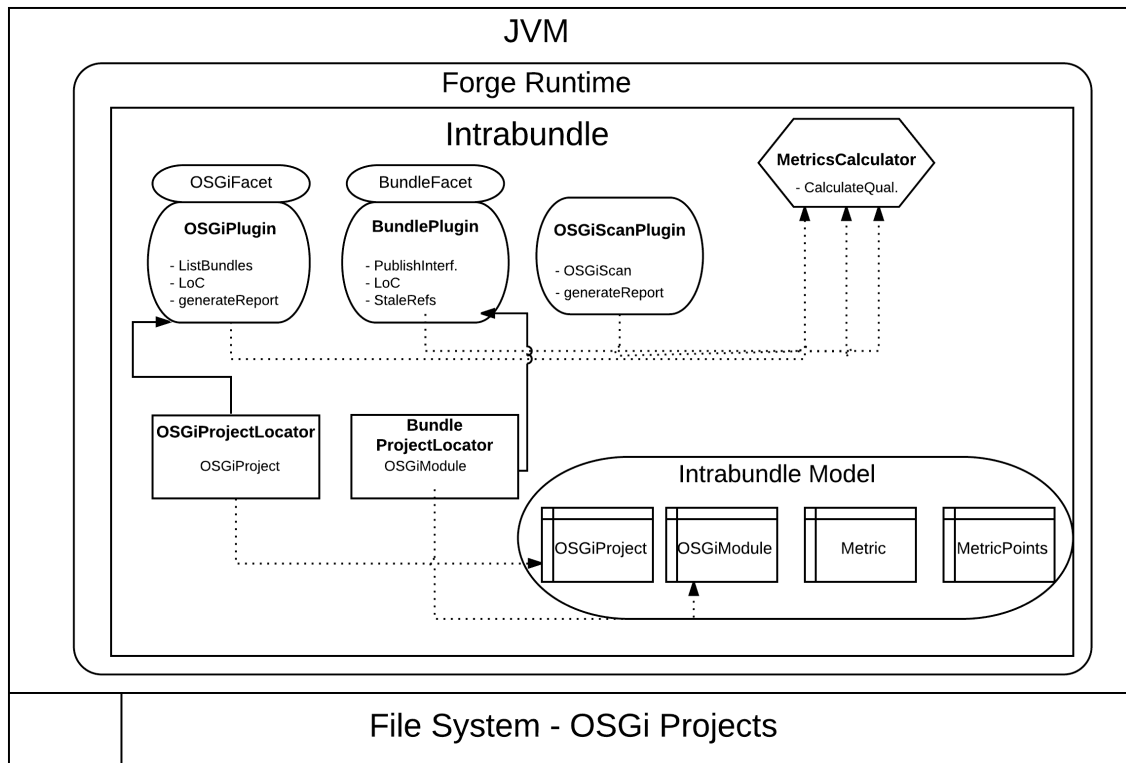 JVM
Forge Runtime
Intrabundle
OSGiFacet
OSGiPlugin
- ListBundles
- LoC
- generateReport
BundleFacet
BundlePlugin
- PublishInterf.
- LoC
- StaleRefs
OSGiScanPlugin
- OSGiScan
- generateReport
MetricsCalculator
- CalculateQual.
OSGiProjectLocator
OSGiProject
Bundle
ProjectLocator
OSGiModule
Intrabundle Model
OSGiProject
OSGiModule
Metric
MetricPoints
File System - OSGi Projects